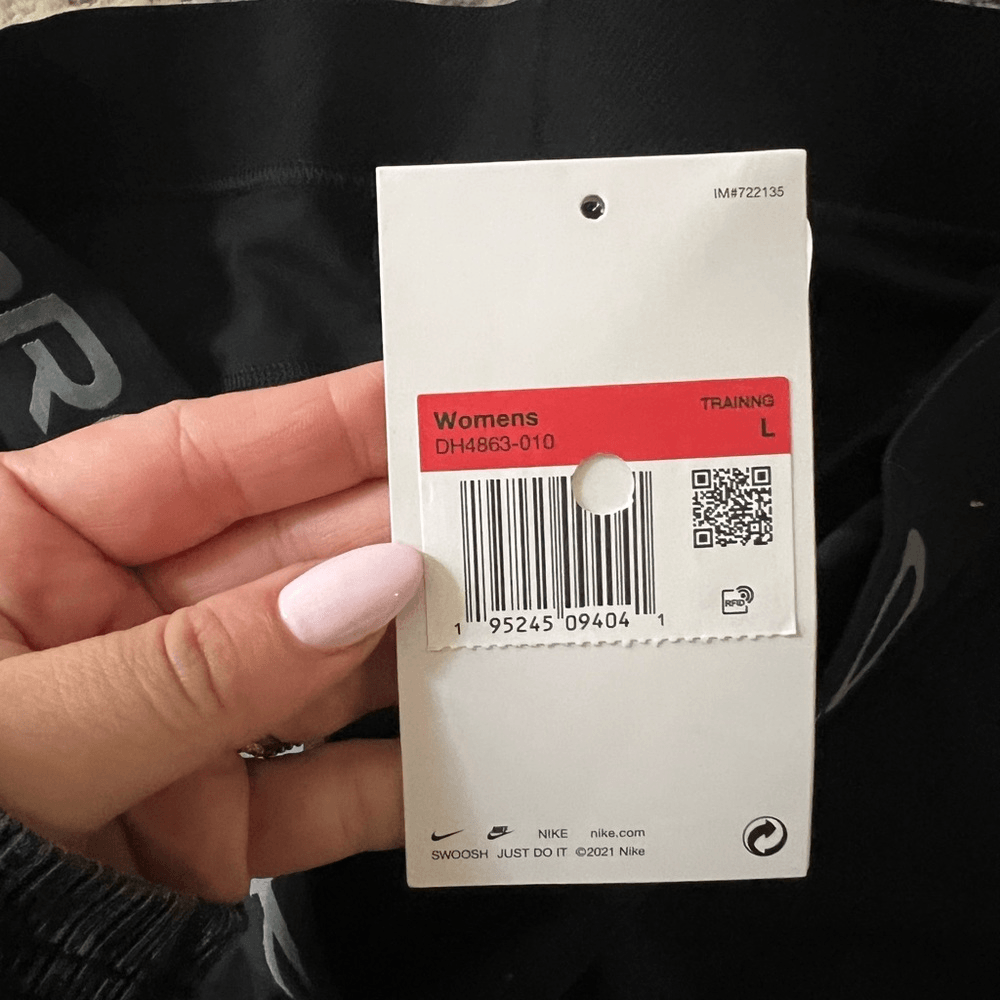 IM#722135
Womens
TRAINNG
DH4863-010
L
RFID
1 95245 09404 1
NIKE nike.com
SWOOSH JUST DO IT ©2021 Nike
R